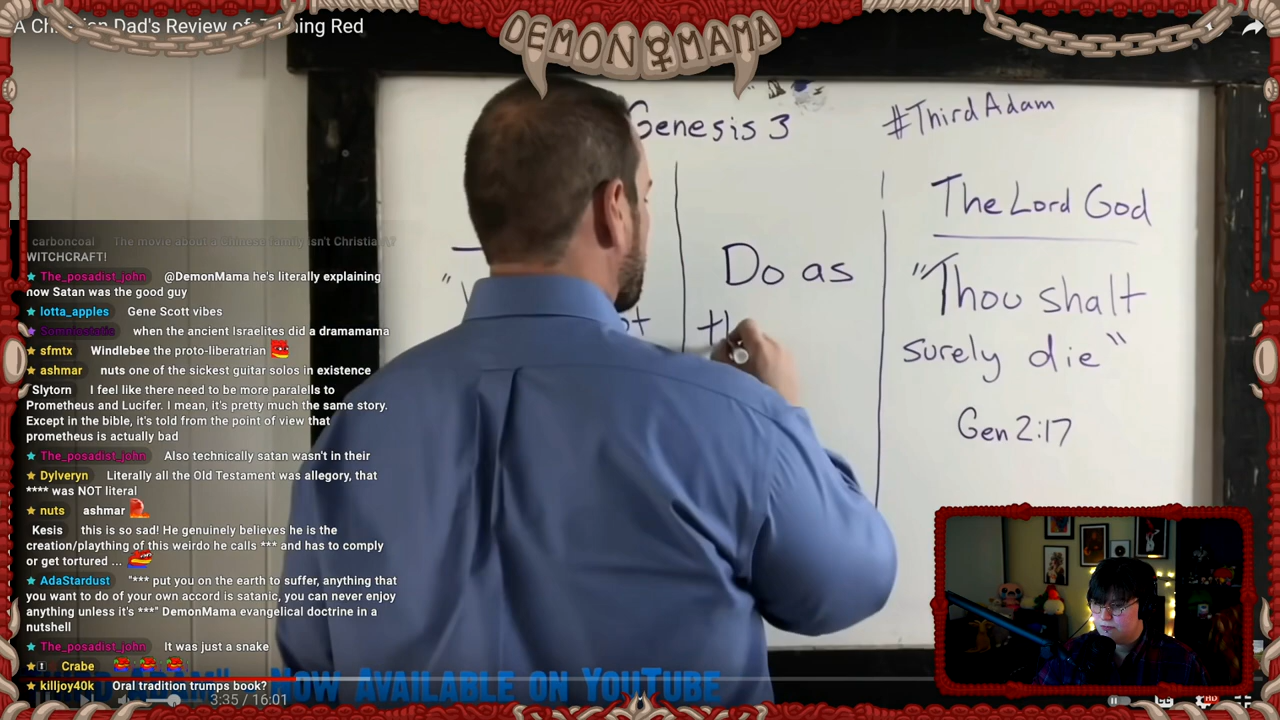 A Ch Dad's Review of: T ning Red
DEMON MAMA
Genesis 3
#ThirdAdam
The Lord God
"Thou shalt
surely die"
Gen 2:17
Do as
carboncoal The movie about a Chinese Family isn't Christian?
WITCHCRAFT!
The_posadist_john @DemonMama he's literally explaining
now Satan was the good guy
lotta_apples Gene Scott vibes
when the ancient Israelites did a dramamama
sfmtx Windlebee the proto-liberatrian
ashmar nuts one of the sickest guitar solos in existence
Slytorn I feel like there need to be more paralells to
Prometheus and Lucifer. I mean, it's pretty much the same story.
Except in the bible, it's told from the point of view that
prometheus is actually bad
The_posadist_john Also technically satan wasn't in their
Dylveryn Literally all the Old Testament was allegory, that
**** was NOT literal
nuts ashmar
Kesis this is so sad! He genuinely believes he is the
creation/plaything of this weirdo he calls *** and has to comply
or get tortured ...
AdaStardust "*** put you on the earth to suffer, anything that
you want to do of your own accord is satanic, you can never enjoy
anything unless it's ***" DemonMama evangelical doctrine in a
nutshell
The_posadist_john It was just a snake
Crabe
killjoy40k Oral tradition trumps book?
Now Available on YouTube
3:35 / 16:01
HD